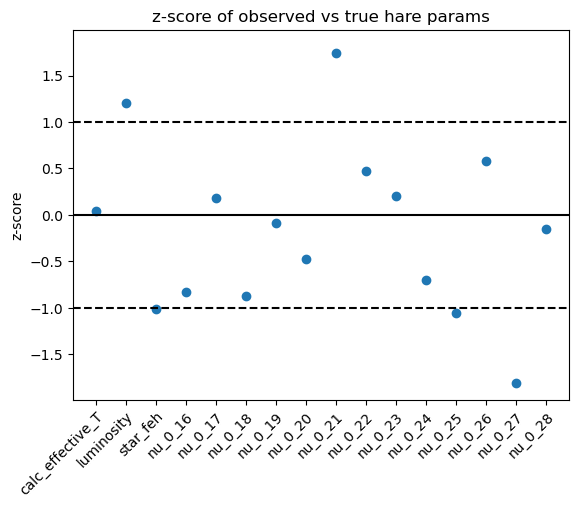 z-score of observed vs true hare params
z-score
1.5
1.0
0.5
0.0
−0.5
−1.0
−1.5
calc_effective_T
luminosity
star_feh
nu_0_16
nu_0_17
nu_0_18
nu_0_19
nu_0_20
nu_0_21
nu_0_22
nu_0_23
nu_0_24
nu_0_25
nu_0_26
nu_0_27
nu_0_28